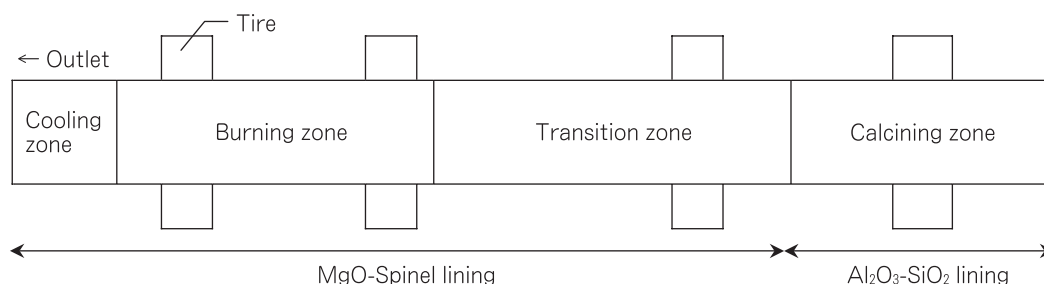 Tire
← Outlet
Cooling
zone
Burning zone
Transition zone
Calcining zone
MgO-Spinel lining
Al₂O₃-SiO₂ lining